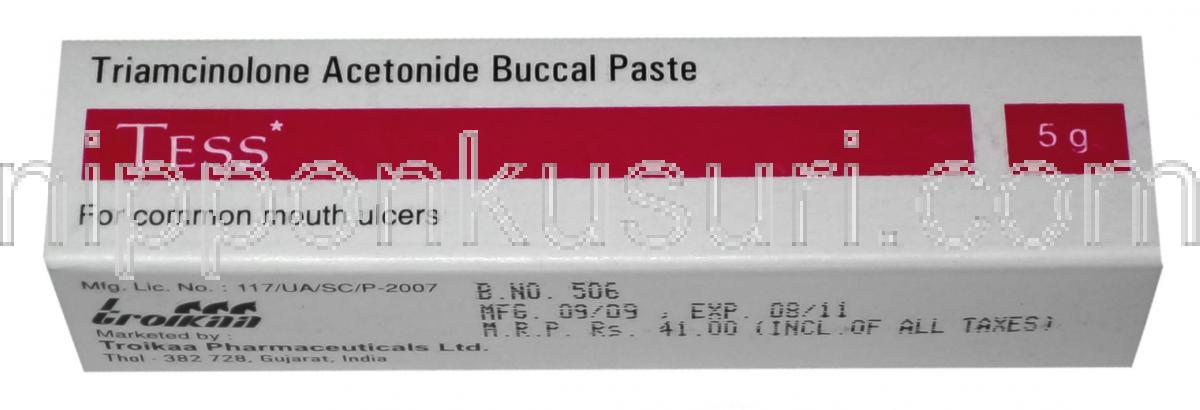 Triamcinolone Acetonide Buccal Paste
TESS*
5 g
nipponkusuri.com
For common mouth ulcers
Mfg. Lic. No. : 117/UA/SC/P-2007
troikaa
Marketed by :
Troikaa Pharmaceuticals Ltd.
Thol - 382 728, Gujarat, India
B.NO. 506
MFG. 09/09 , EXP. 08/11
M.R.P. Rs. 41.00 (INCL.OF ALL TAXES)